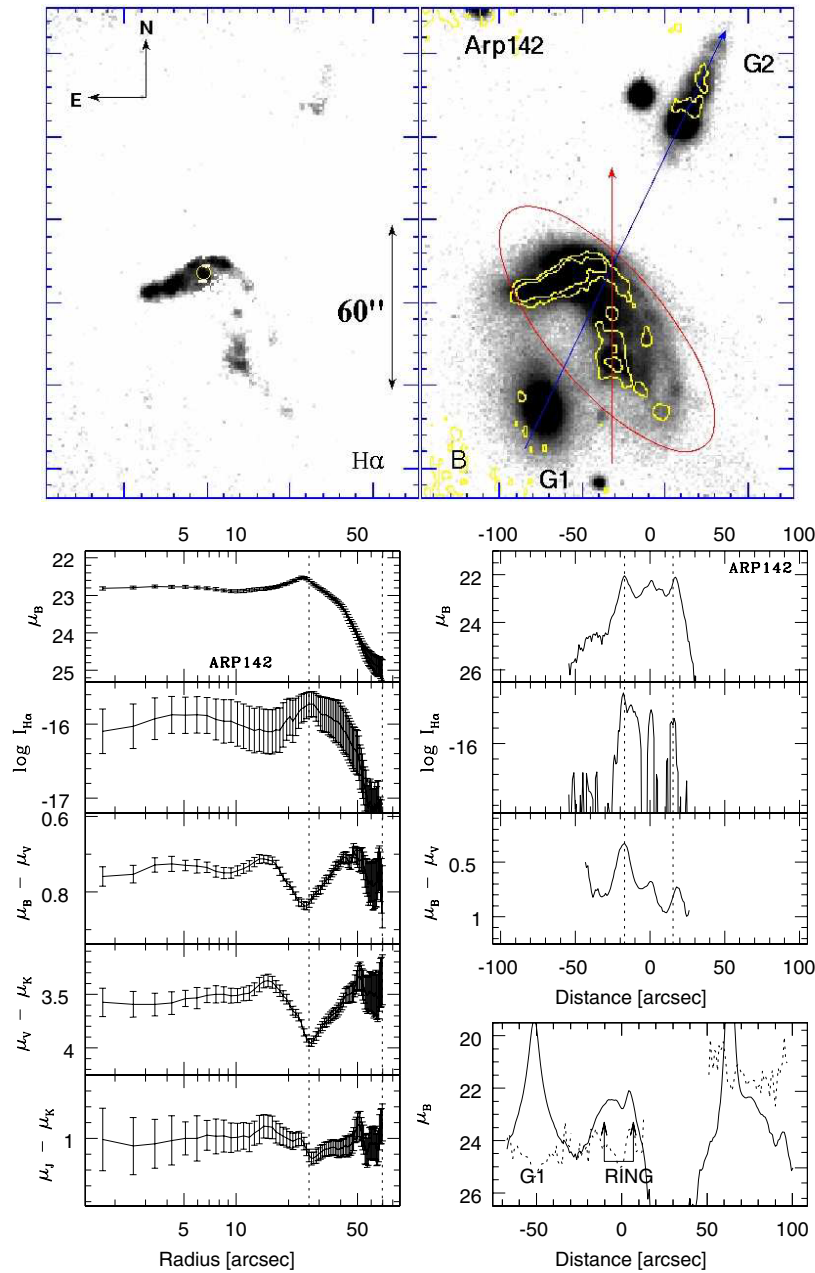 N
E
60"
Hα
Arp142
G2
B
G1
5 10 50
22
23
24
25
μB
ARP142
-16
-17
log IHα
0.6
0.8
μB − μV
3.5
4
μV − μK
1
μJ − μK
5 10 50
Radius [arcsec]
-100 -50 0 50 100
ARP142
22
24
26
μB
-16
log IHα
0.5
1
μB − μV
-100 -50 0 50 100
Distance [arcsec]
20
22
24
26
μB
G1 RING
-50 0 50 100
Distance [arcsec]